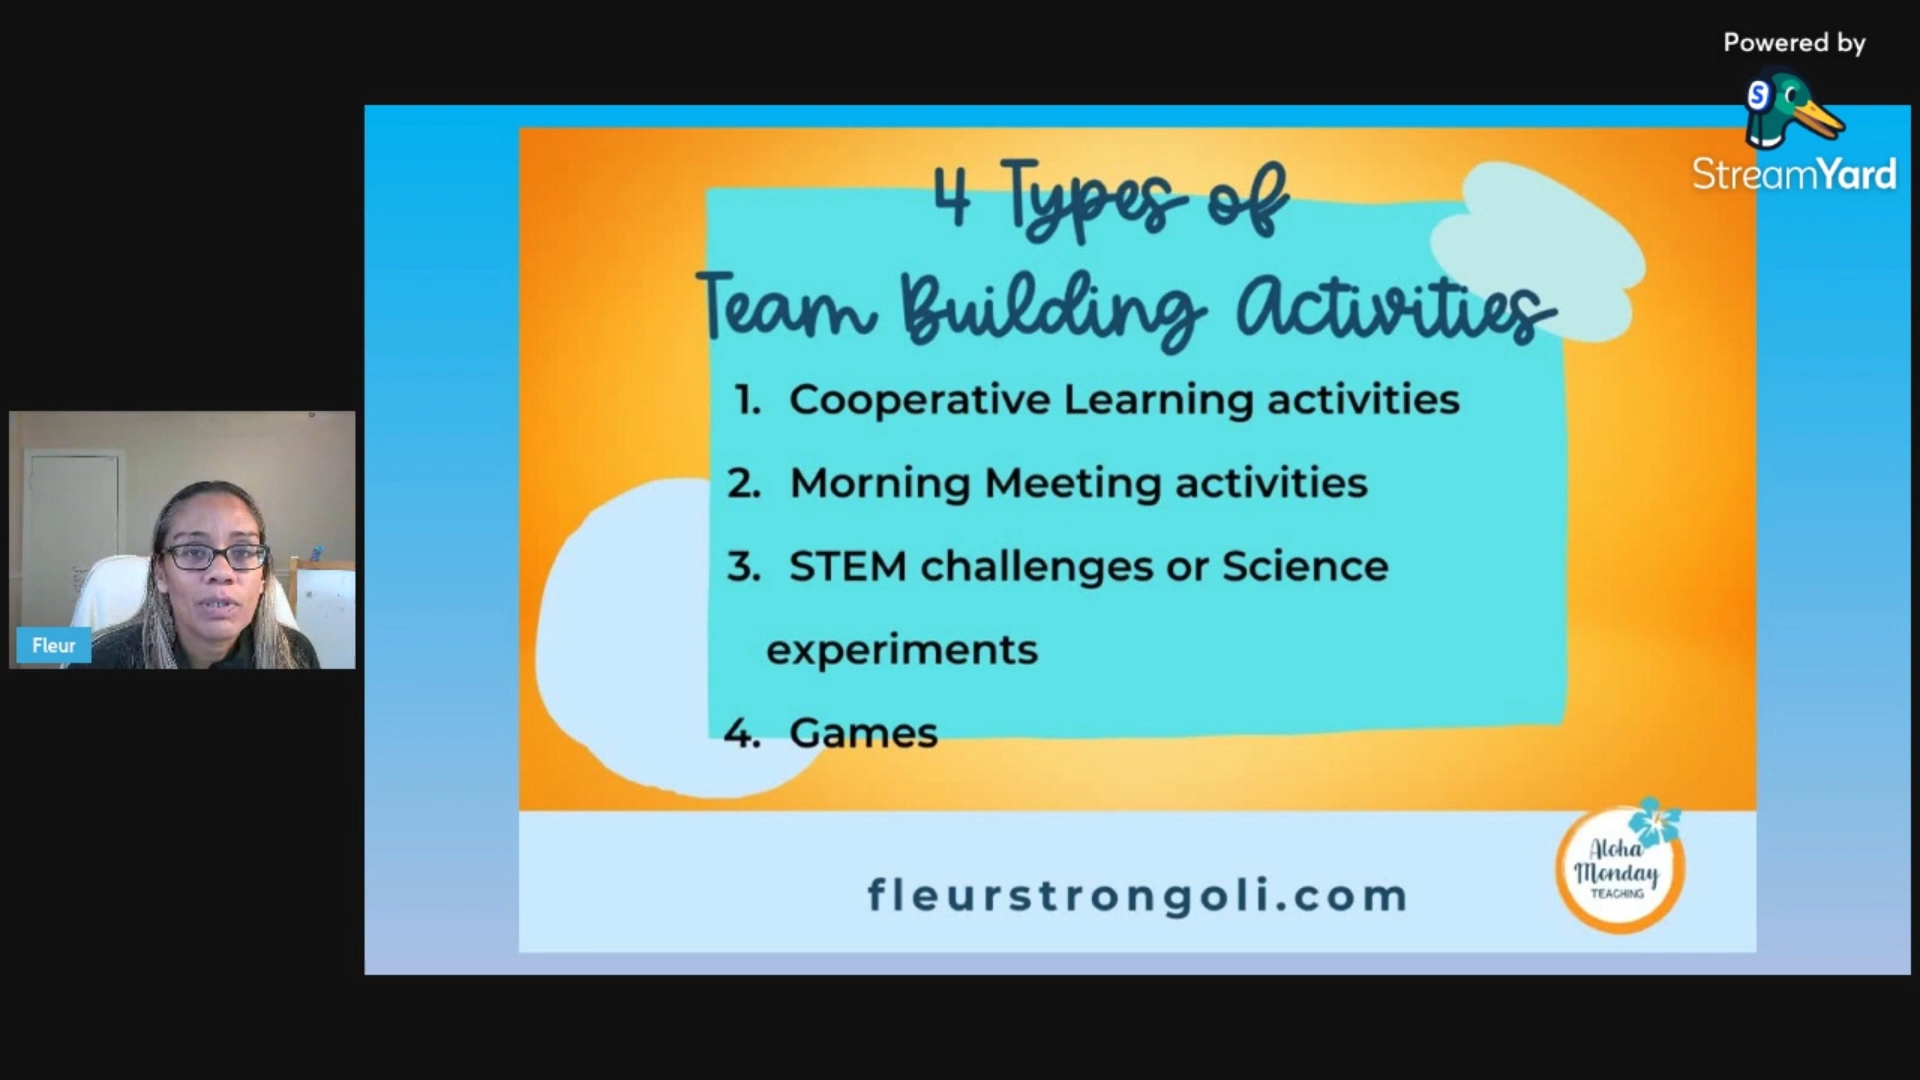 Powered by
S
StreamYard
4 Types of
Team Building Activities
1. Cooperative Learning activities
2. Morning Meeting activities
3. STEM challenges or Science
experiments
4. Games
Fleur
fleurstrongoli.com
Aloha
Monday
TEACHING